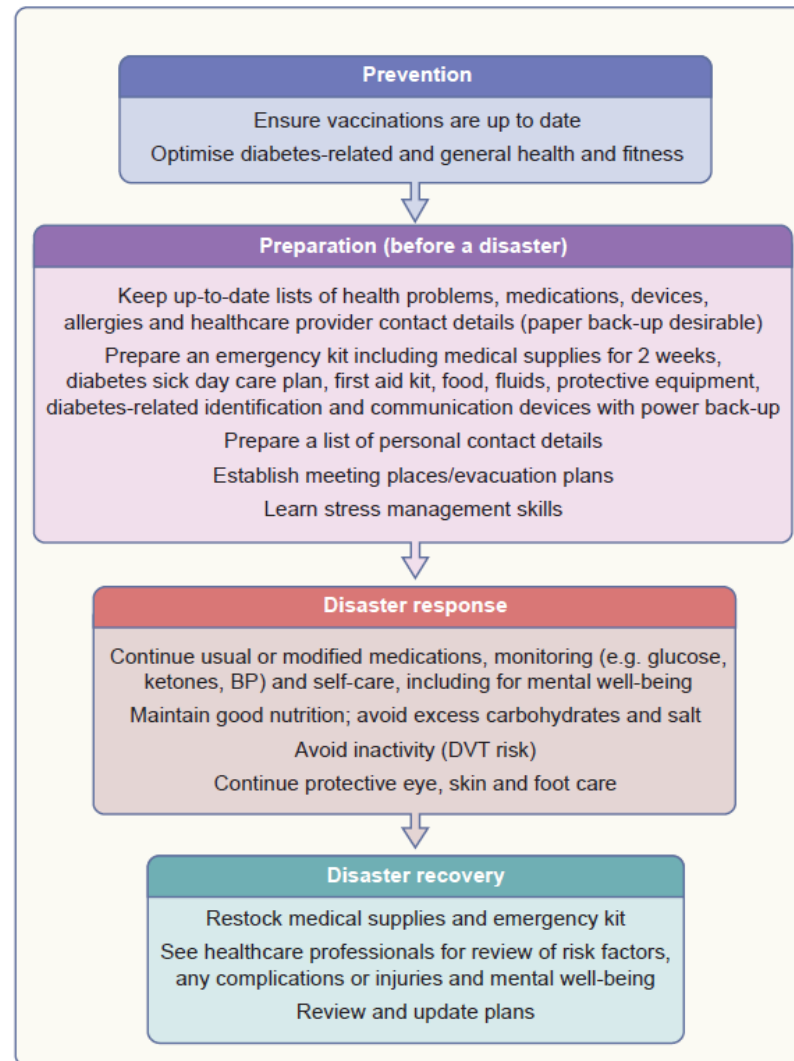 Prevention
Ensure vaccinations are up to date
Optimise diabetes-related and general health and fitness
Preparation (before a disaster)
Keep up-to-date lists of health problems, medications, devices,
allergies and healthcare provider contact details (paper back-up desirable)
Prepare an emergency kit including medical supplies for 2 weeks,
diabetes sick day care plan, first aid kit, food, fluids, protective equipment,
diabetes-related identification and communication devices with power back-up
Prepare a list of personal contact details
Establish meeting places/evacuation plans
Learn stress management skills
Disaster response
Continue usual or modified medications, monitoring (e.g. glucose,
ketones, BP) and self-care, including for mental well-being
Maintain good nutrition; avoid excess carbohydrates and salt
Avoid inactivity (DVT risk)
Continue protective eye, skin and foot care
Disaster recovery
Restock medical supplies and emergency kit
See healthcare professionals for review of risk factors,
any complications or injuries and mental well-being
Review and update plans